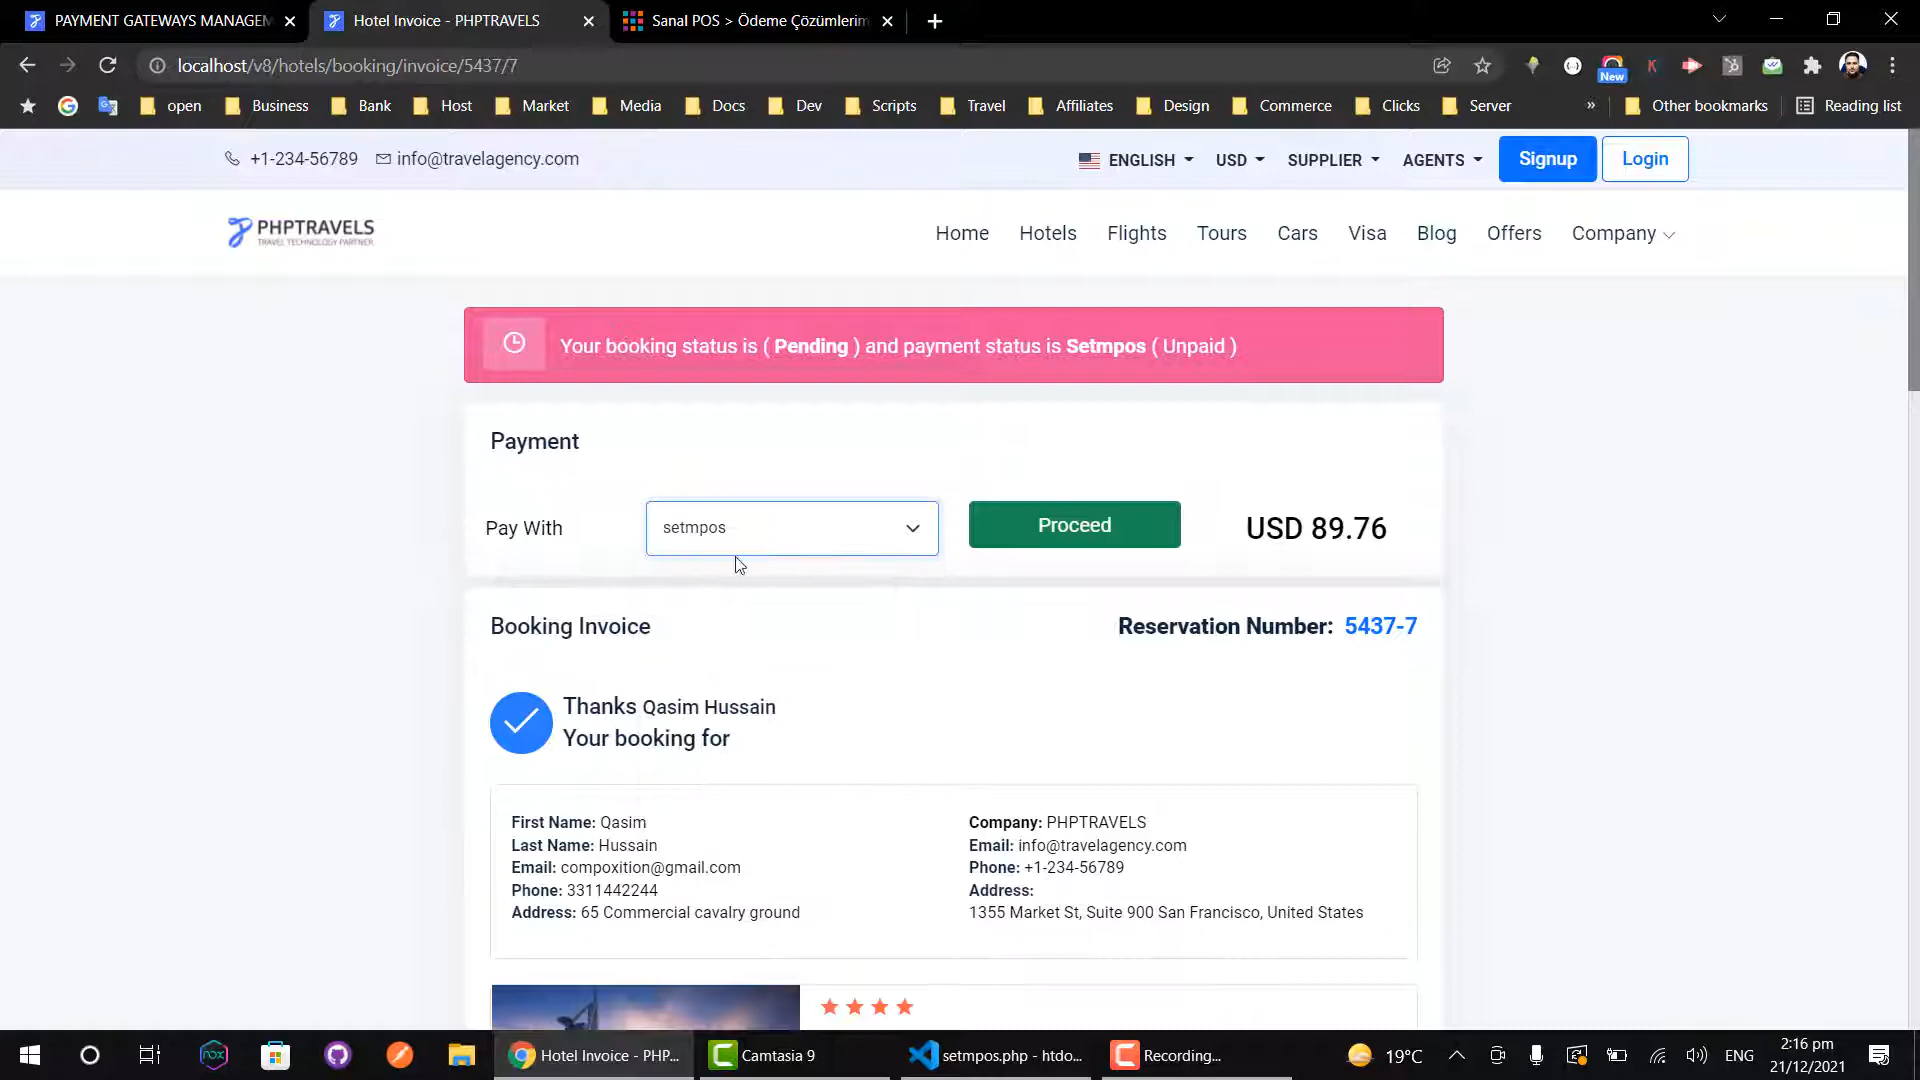 PAYMENT GATEWAYS MANAGEM
Hotel Invoice - PHPTRAVELS
Sanal POS > Ödeme Çözümlerim
localhost/v8/hotels/booking/invoice/5437/7
New
open
Business
Bank
Host
Market
Media
Docs
Dev
Scripts
Travel
Affiliates
Design
Commerce
Clicks
Server
»
Other bookmarks
Reading list
+1-234-56789
info@travelagency.com
ENGLISH
USD
SUPPLIER
AGENTS
Signup
Login
PHPTRAVELS
TRAVEL TECHNOLOGY PARTNER
Home
Hotels
Flights
Tours
Cars
Visa
Blog
Offers
Company
Your booking status is ( Pending ) and payment status is Setmpos ( Unpaid )
Payment
Pay With
setmpos
Proceed
USD 89.76
Booking Invoice
Reservation Number: 5437-7
Thanks Qasim Hussain
Your booking for
First Name: Qasim
Last Name: Hussain
Email: compoxition@gmail.com
Phone: 3311442244
Address: 65 Commercial cavalry ground
Company: PHPTRAVELS
Email: info@travelagency.com
Phone: +1-234-56789
Address:
1355 Market St, Suite 900 San Francisco, United States
Hotel Invoice - PHP...
Camtasia 9
setmpos.php - htdo...
Recording...
19°C
ENG
2:16 pm
21/12/2021